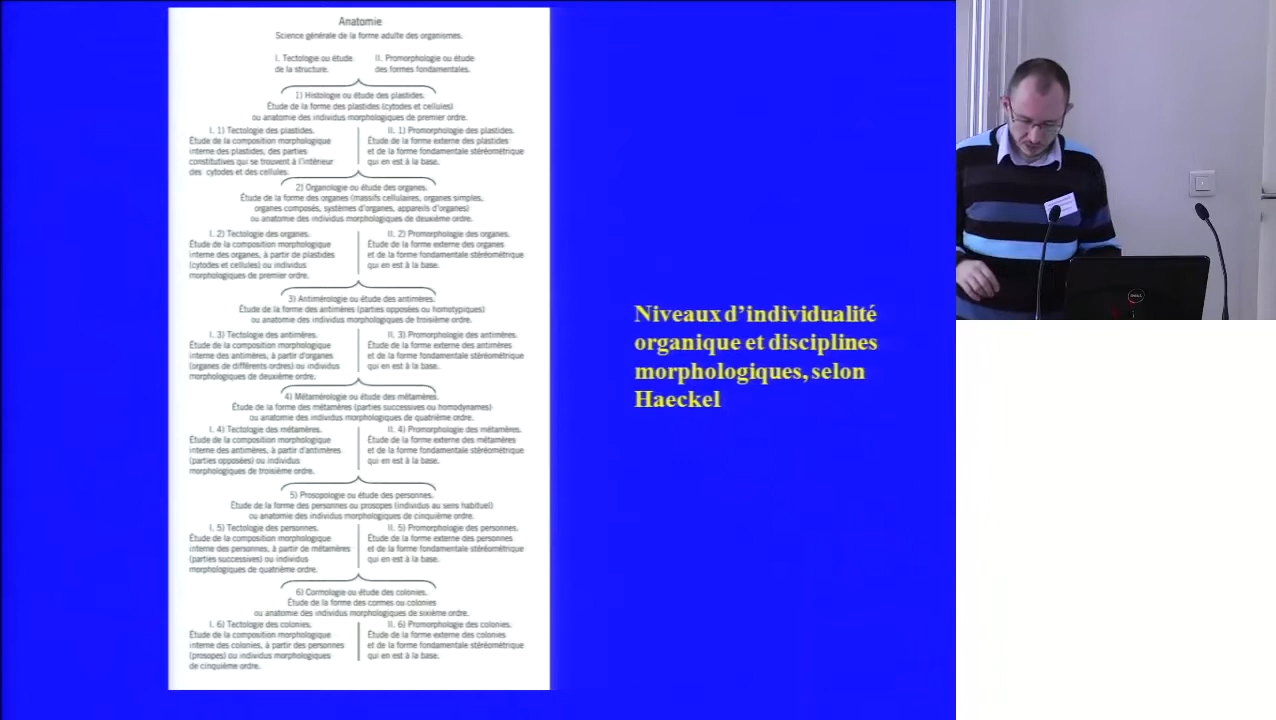 Anatomie
Science générale de la forme adulte des organismes.
I. Tectologie ou étude
de la structure.
II. Promorphologie ou étude
des formes fondamentales.
1) Histologie ou étude des plastides.
Étude de la forme des plastides (cytodes et cellules)
ou anatomie des individus morphologiques de premier ordre.
I. 1) Tectologie des plastides.
Étude de la composition morphologique
interne des plastides, des parties
constitutives qui se trouvent à l'intérieur
des cytodes et des cellules.
II. 1) Promorphologie des plastides.
Étude de la forme externe des plastides
et de la forme fondamentale stéréométrique
qui en est à la base.
2) Organologie ou étude des organes.
Étude de la forme des organes (massifs cellulaires, organes simples,
organes composés, systèmes d'organes, appareils d'organes)
ou anatomie des individus morphologiques de deuxième ordre.
I. 2) Tectologie des organes.
Étude de la composition morphologique
interne des organes, à partir de plastides
(cytodes et cellules) ou individus
morphologiques de premier ordre.
II. 2) Promorphologie des organes.
Étude de la forme externe des organes
et de la forme fondamentale stéréométrique
qui en est à la base.
3) Antimérologie ou étude des antimères.
Étude de la forme des antimères (parties opposées ou homotypiques)
ou anatomie des individus morphologiques de troisième ordre.
I. 3) Tectologie des antimères.
Étude de la composition morphologique
interne des antimères, à partir d'organes
(organes de différents ordres) ou individus
morphologiques de deuxième ordre.
II. 3) Promorphologie des antimères.
Étude de la forme externe des antimères
et de la forme fondamentale stéréométrique
qui en est à la base.
4) Métamérologie ou étude des métamères.
Étude de la forme des métamères (parties successives ou homodynames)
ou anatomie des individus morphologiques de quatrième ordre.
I. 4) Tectologie des métamères.
Étude de la composition morphologique
interne des antimères, à partir d'antimères
(parties opposées) ou individus
morphologiques de troisième ordre.
II. 4) Promorphologie des métamères.
Étude de la forme externe des métamères
et de la forme fondamentale stéréométrique
qui en est à la base.
5) Prosopologie ou étude des personnes.
Étude de la forme des personnes ou prosopes (individus au sens habituel)
ou anatomie des individus morphologiques de cinquième ordre.
I. 5) Tectologie des personnes.
Étude de la composition morphologique
interne des personnes, à partir de métamères
(parties successives) ou individus
morphologiques de quatrième ordre.
II. 5) Promorphologie des personnes.
Étude de la forme externe des personnes
et de la forme fondamentale stéréométrique
qui en est à la base.
6) Cormologie ou étude des colonies.
Étude de la forme des cormes ou colonies
ou anatomie des individus morphologiques de sixième ordre.
I. 6) Tectologie des colonies.
Étude de la composition morphologique
interne des colonies, à partir des personnes
(prosopes) ou individus morphologiques
de cinquième ordre.
II. 6) Promorphologie des colonies.
Étude de la forme externe des colonies
et de la forme fondamentale stéréométrique
qui en est à la base.
Niveaux d'individualité
organique et disciplines
morphologiques, selon
Haeckel
DELL